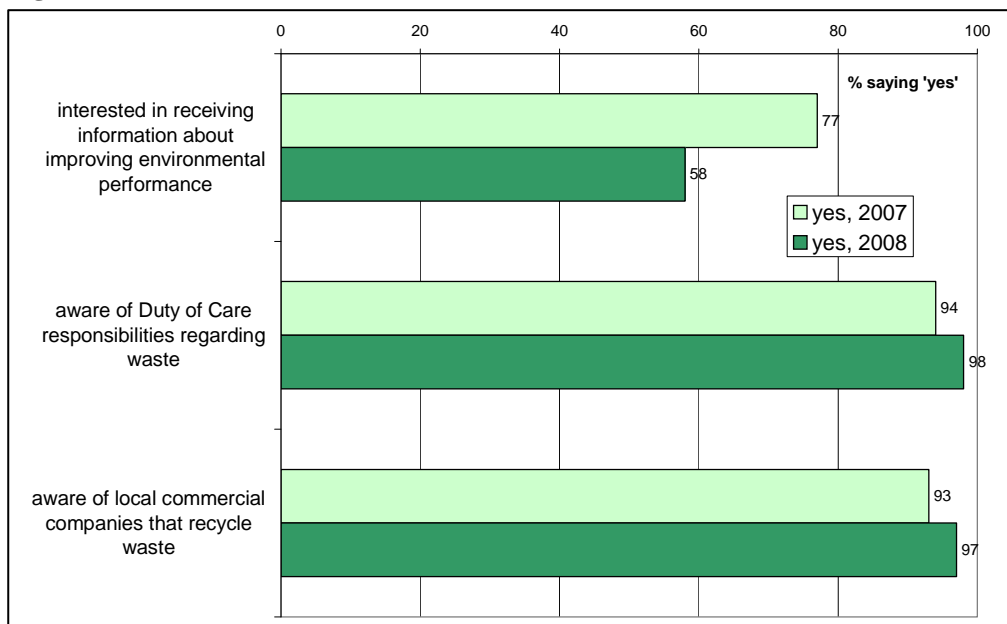 0 20 40 60 80 100
% saying 'yes'
interested in receiving
information about
improving environmental
performance
77
58
yes, 2007
yes, 2008
aware of Duty of Care
responsibilities regarding
waste
94
98
aware of local commercial
companies that recycle
waste
93
97